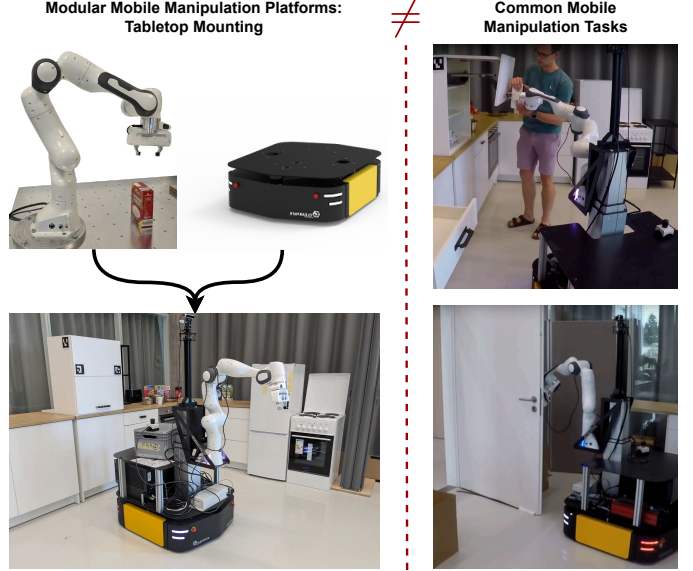 Modular Mobile Manipulation Platforms:
Tabletop Mounting
≠
Common Mobile
Manipulation Tasks